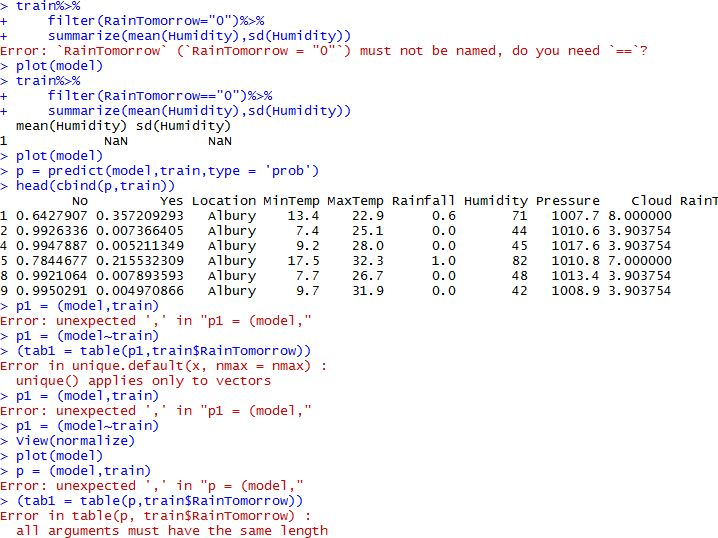 > train%>%
+     filter(RainTomorrow="0")%>%
+     summarize(mean(Humidity),sd(Humidity))
Error: `RainTomorrow` (`RainTomorrow = "0"`) must not be named, do you need `==`?
> plot(model)
> train%>%
+     filter(RainTomorrow=="0")%>%
+     summarize(mean(Humidity),sd(Humidity))
  mean(Humidity) sd(Humidity)
1            NaN          NaN
> plot(model)
> p = predict(model,train,type = 'prob')
> head(cbind(p,train))
         No         Yes Location MinTemp MaxTemp Rainfall Humidity Pressure    Cloud RainT
1 0.6427907 0.357209293   Albury    13.4    22.9      0.6       71   1007.7 8.000000
2 0.9926336 0.007366405   Albury     7.4    25.1      0.0       44   1010.6 3.903754
4 0.9947887 0.005211349   Albury     9.2    28.0      0.0       45   1017.6 3.903754
5 0.7844677 0.215532309   Albury    17.5    32.3      1.0       82   1010.8 7.000000
8 0.9921064 0.007893593   Albury     7.7    26.7      0.0       48   1013.4 3.903754
9 0.9950291 0.004970866   Albury     9.7    31.9      0.0       42   1008.9 3.903754
> p1 = (model,train)
Error: unexpected ',' in "p1 = (model,"
> p1 = (model~train)
> (tab1 = table(p1,train$RainTomorrow))
Error in unique.default(x, nmax = nmax) :
  unique() applies only to vectors
> p1 = (model,train)
Error: unexpected ',' in "p1 = (model,"
> p1 = (model~train)
> View(normalize)
> plot(model)
> p = (model,train)
Error: unexpected ',' in "p = (model,"
> (tab1 = table(p,train$RainTomorrow))
Error in table(p, train$RainTomorrow) :
  all arguments must have the same length